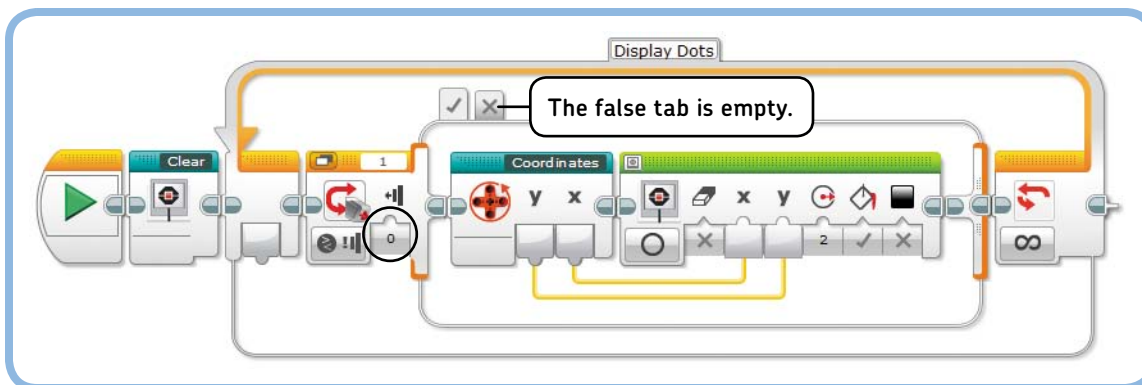 Display Dots
The false tab is empty.
Clear
1
Coordinates
y x
x y
0
2